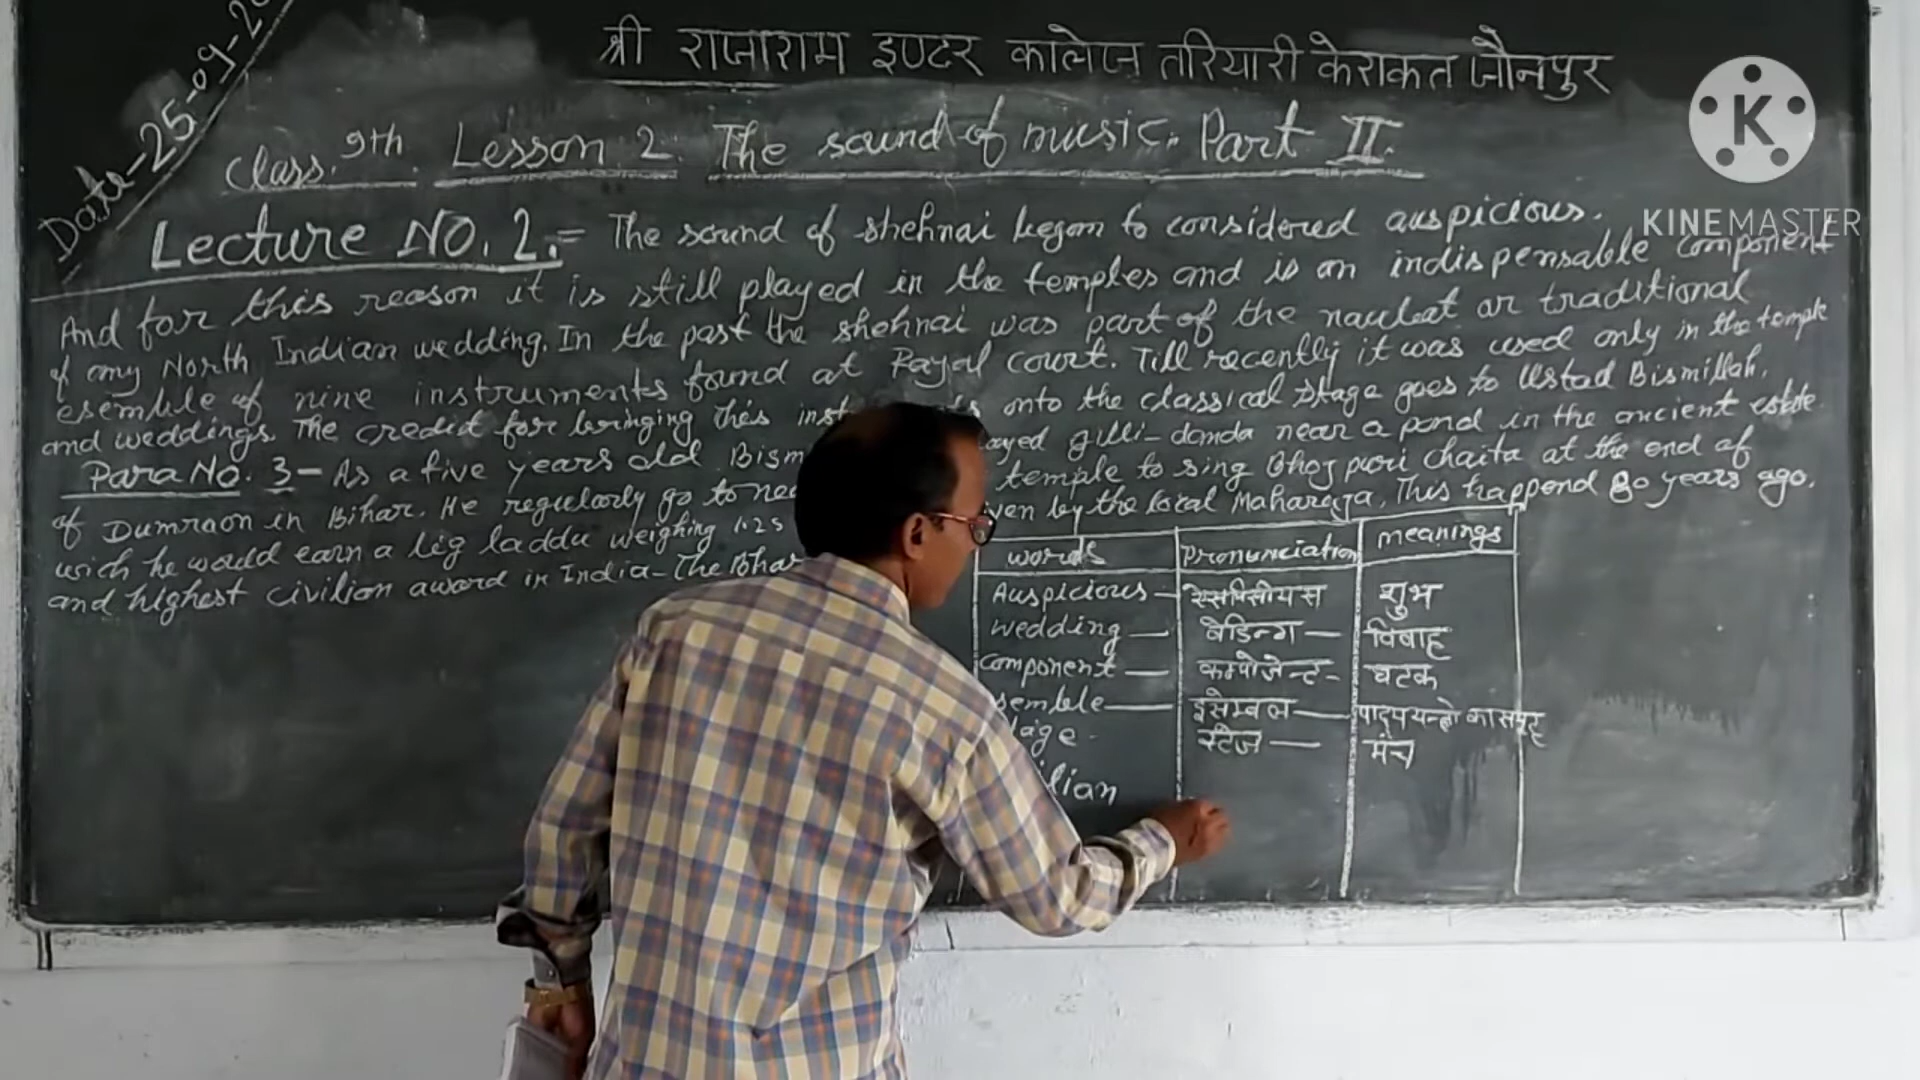 श्री राजाराम इण्टर कालेज तरियारी केराकत जौनपुर
Date-25-09-20
Class. 9th. Lesson 2. The sound of music. Part II.
K
KINEMASTER
Lecture NO. 2.= The sound of shehnai began to considered auspicious.
And for this reason it is still played in the temples and is an indispensable component
of any North Indian wedding. In the past the shehnai was part of the naubat or traditional
esemble of nine instruments found at Royal court. Till recently it was used only in the temple
and weddings. The credit for bringing this inst onto the classical stage goes to Ustad Bismillah.
Para No. 3- As a five years old Bism ayed gilli-danda near a pond in the ancient estate
of Dumraon in Bihar. He regularly go to nea temple to sing Bhojpuri Chaita at the end of
wich he would earn a big laddu weighing 1.25 ven by the local Maharaja. This happend 80 years ago.
and highest civilian award in India-The Bhar
words pronunciation meanings
Auspicious - शुभ
wedding - वेडिन्ग - विवाह
component - कम्पोजेन्ट - घटक
semble - इसेम्बल -
tage - स्टेज - मंच
ilian